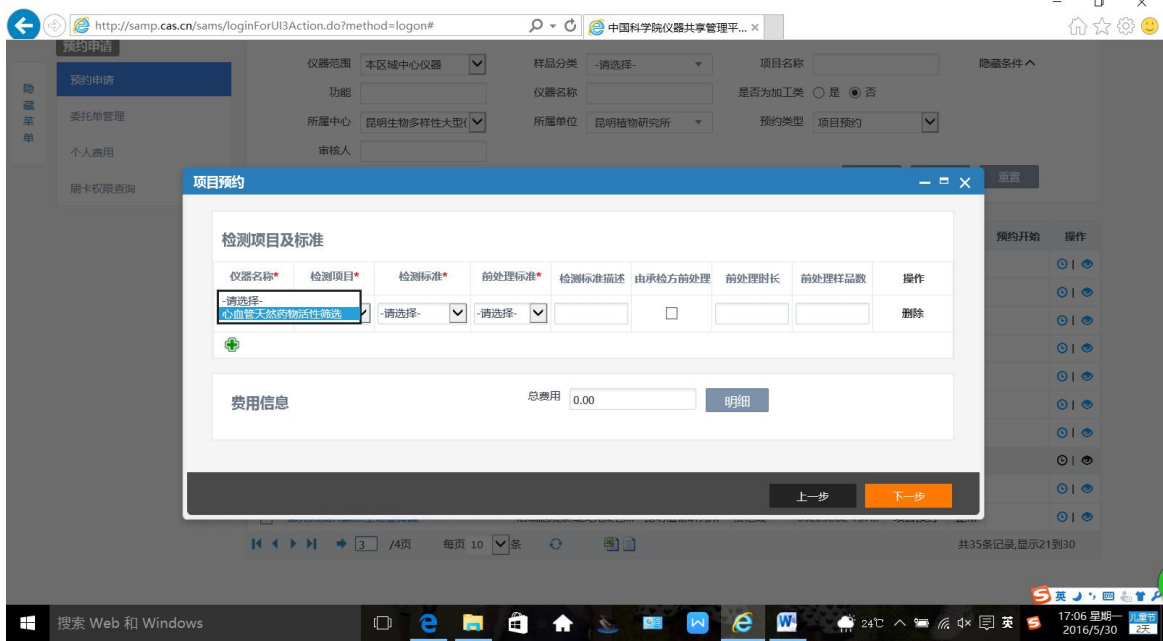 http://samp.cas.cn/sams/loginForUI3Action.do?method=logon#
中国科学院仪器共享管理平... ×
预约申请
隐藏菜单
预约申请
委托单管理
个人费用
刷卡权限查询
仪器范围 本区域中心仪器 样品分类 -请选择- 项目名称 隐藏条件
功能 仪器名称 是否为加工类 是 否
所属中心 昆明生物多样性大型 所属单位 昆明植物研究所 预约类型 项目预约
审核人
重置
预约开始 操作
项目预约
检测项目及标准
仪器名称* 检测项目* 检测标准* 前处理标准* 检测标准描述 由承检方前处理 前处理时长 前处理样品数 操作
-请选择-
心血管天然药物活性筛选 -请选择- -请选择- 删除
费用信息 总费用 0.00 明细
上一步 下一步
3 /4页 每页 10 条 共35条记录,显示21到30
英
搜索 Web 和 Windows
24℃ 英 17:06 星期一
2016/5/30
儿童节
2天